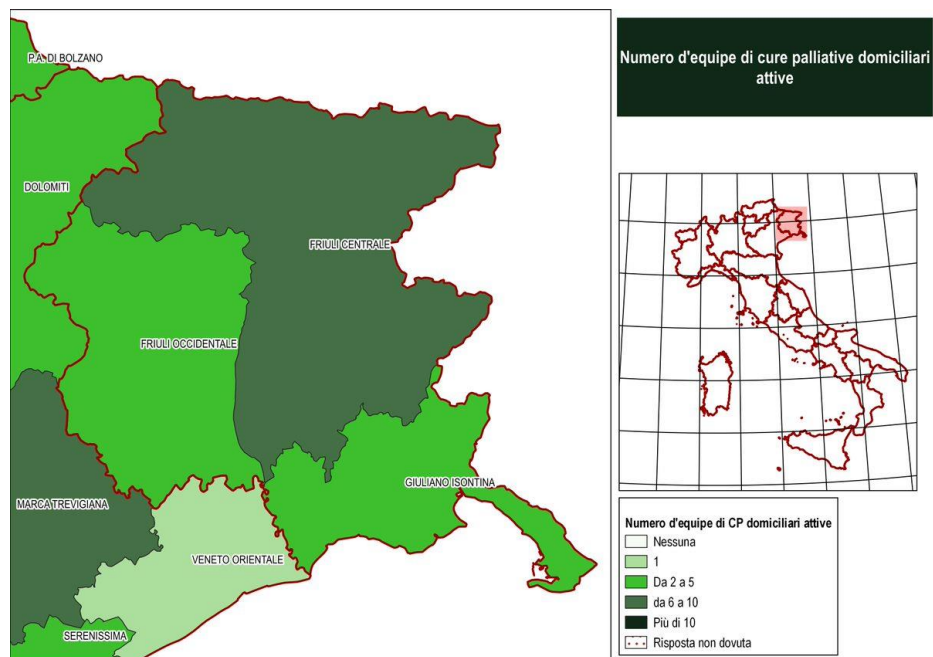 Numero d'equipe di cure palliative domiciliari
attive
P.A. DI BOLZANO
DOLOMITI
FRIULI CENTRALE
FRIULI OCCIDENTALE
GIULIANO ISONTINA
MARCA TREVIGIANA
VENETO ORIENTALE
SERENISSIMA
Numero d'equipe di CP domiciliari attive
Nessuna
1
Da 2 a 5
da 6 a 10
Più di 10
Risposta non dovuta